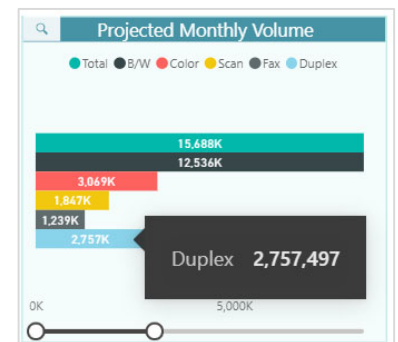 Projected Monthly Volume
Total B/W Color Scan Fax Duplex
15,688K
12,536K
3,069K
1,847K
1,239K
2,757K
Duplex 2,757,497
0K 5,000K